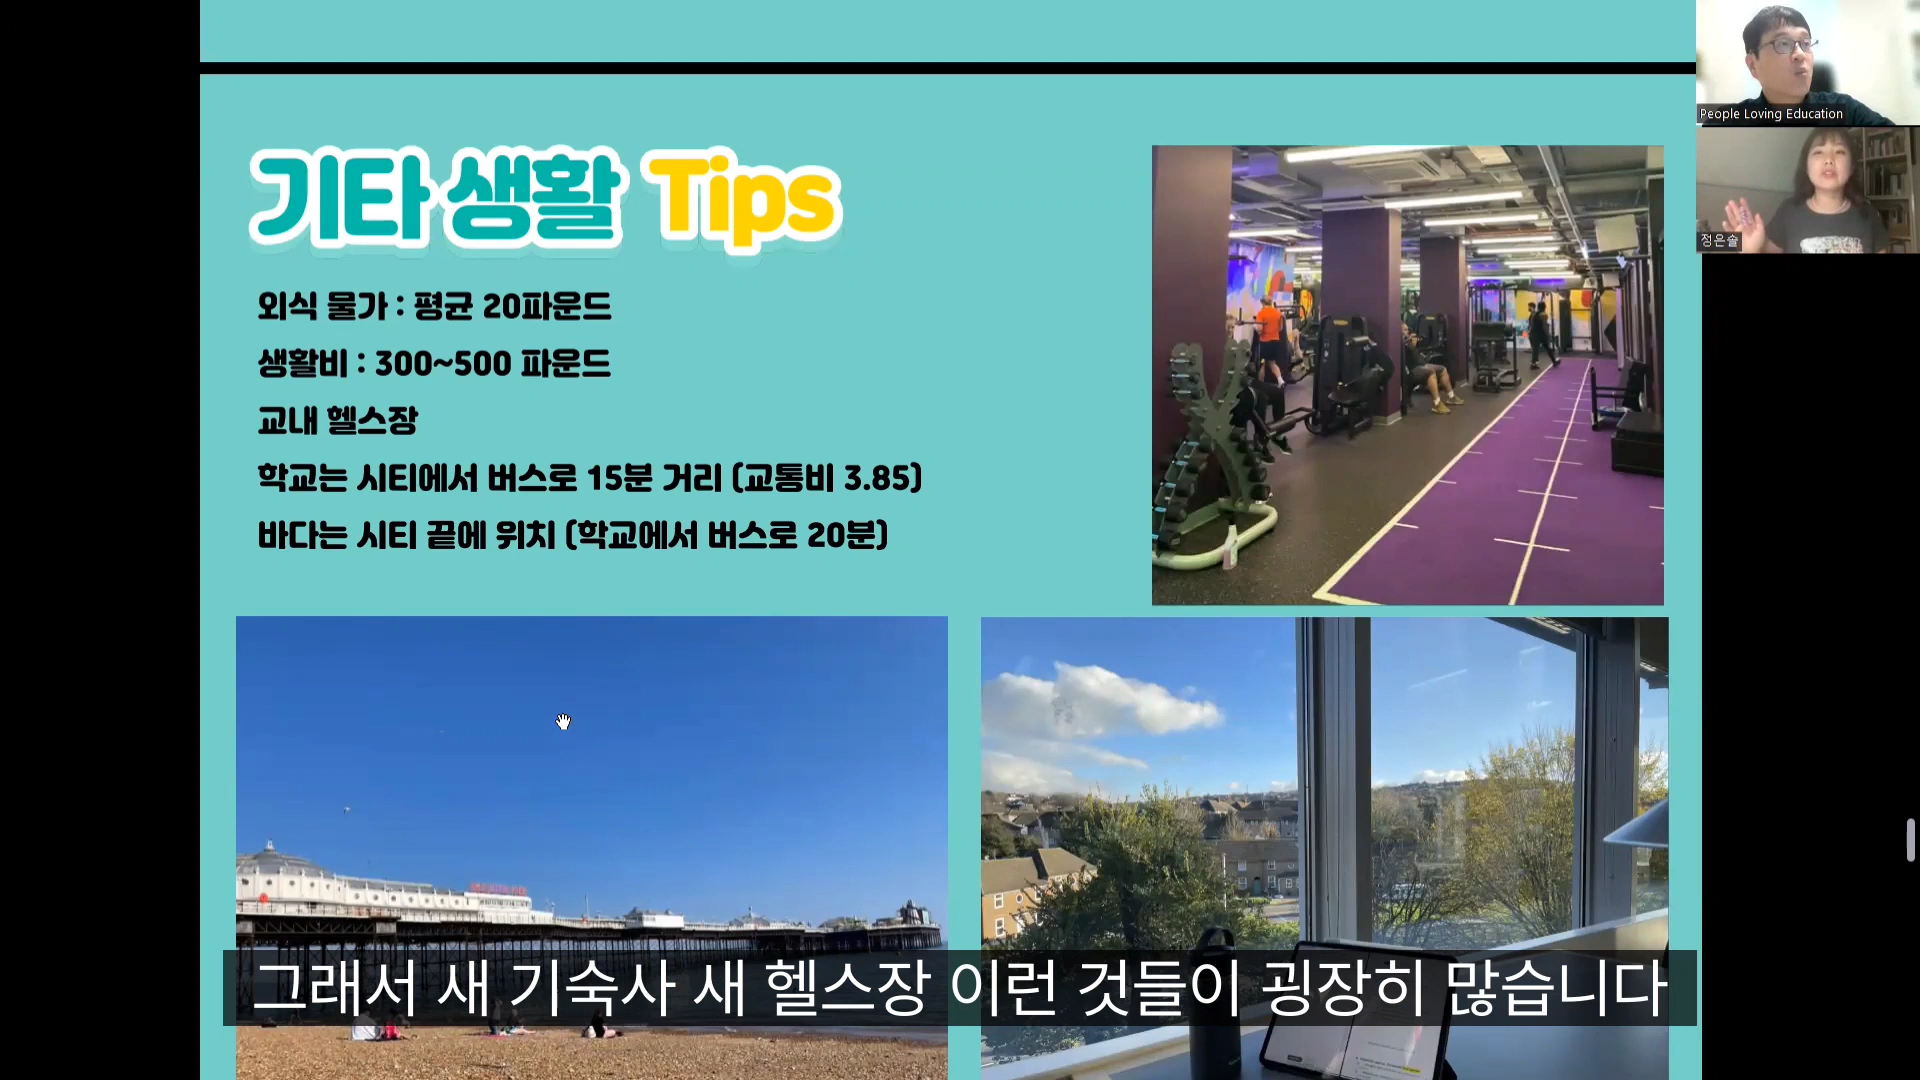 기타 생활 Tips
외식 물가 : 평균 20파운드
생활비 : 300~500 파운드
교내 헬스장
학교는 시티에서 버스로 15분 거리 (교통비 3.85)
바다는 시티 끝에 위치 (학교에서 버스로 20분)
People Loving Education
정은솔
그래서 새 기숙사 새 헬스장 이런 것들이 굉장히 많습니다